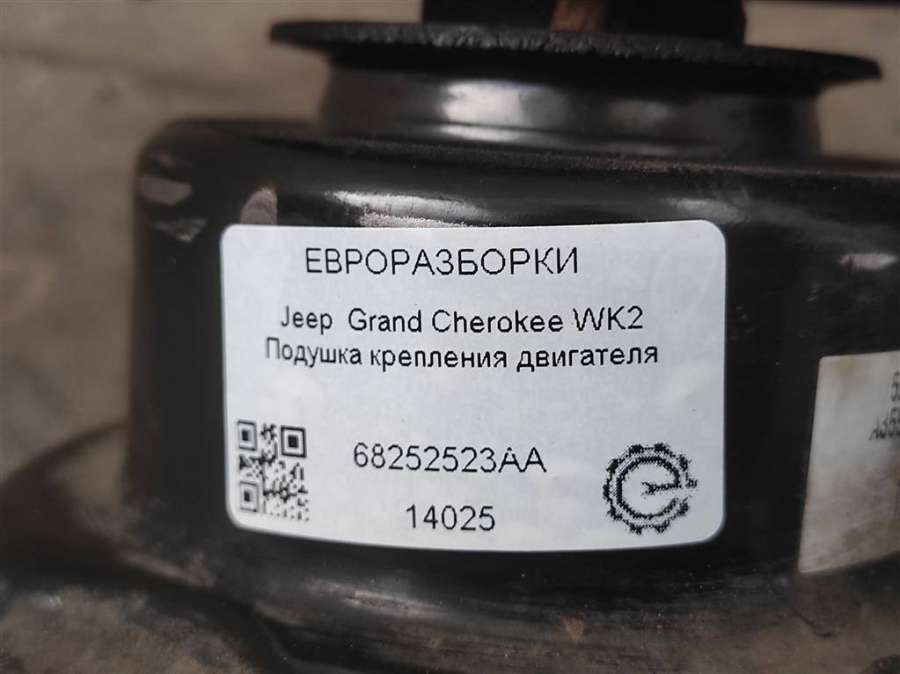 ЕВРОРАЗБОРКИ
Jeep Grand Cherokee WK2
Подушка крепления двигателя
68252523AA
14025